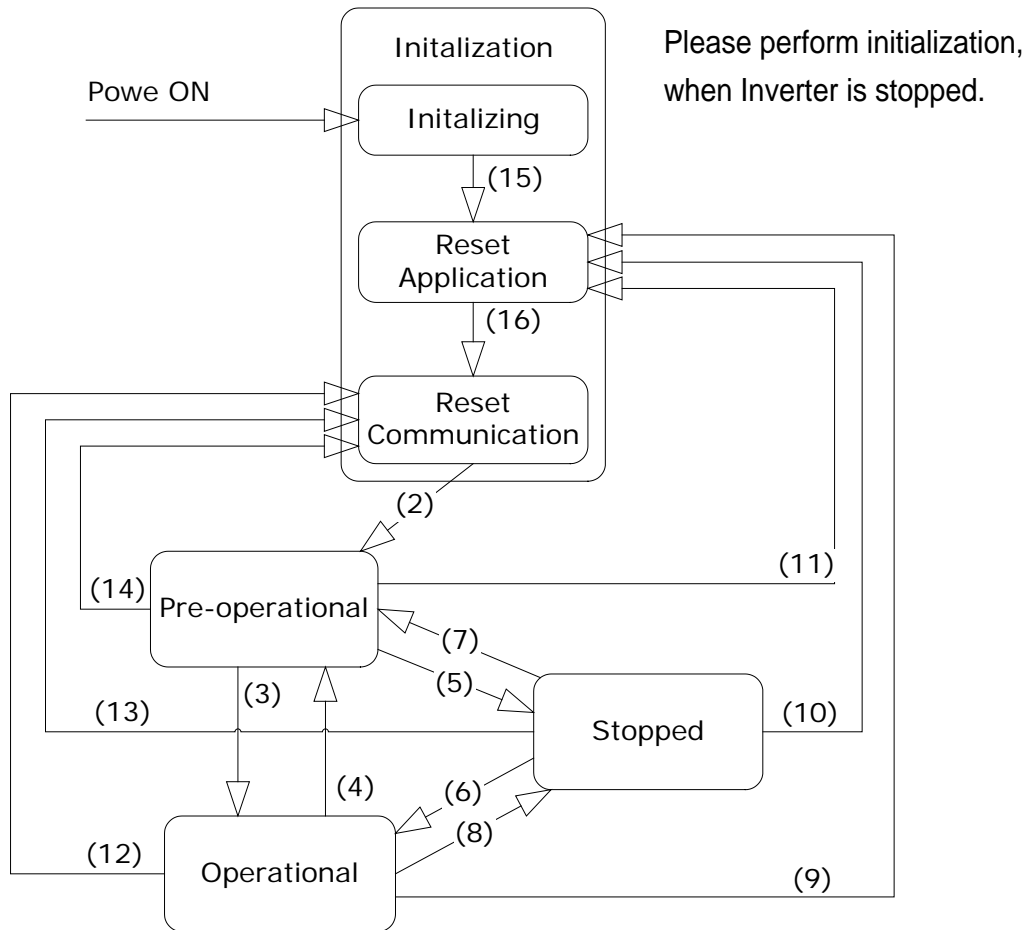 Initalization
Please perform initialization,
when Inverter is stopped.
Powe ON
Initalizing
(15)
Reset
Application
(16)
Reset
Communication
(2)
(14)
Pre-operational
(11)
(7)
(5)
(3)
(13)
Stopped
(10)
(4)
(6)
(8)
(12)
Operational
(9)